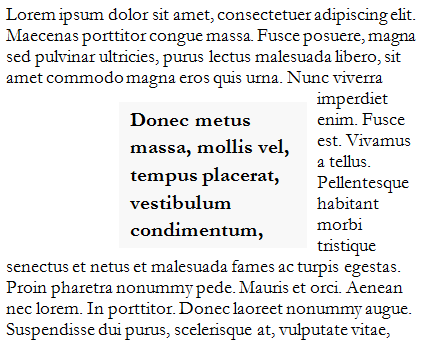 Lorem ipsum dolor sit amet, consectetuer adipiscing elit.
Maecenas porttitor congue massa. Fusce posuere, magna
sed pulvinar ultricies, purus lectus malesuada libero, sit
amet commodo magna eros quis urna. Nunc viverra
imperdiet
enim. Fusce
est. Vivamus
a tellus.
Pellentesque
habitant
morbi
tristique
Donec metus
massa, mollis vel,
tempus placerat,
vestibulum
condimentum,
senectus et netus et malesuada fames ac turpis egestas.
Proin pharetra nonummy pede. Mauris et orci. Aenean
nec lorem. In porttitor. Donec laoreet nonummy augue.
Suspendisse dui purus, scelerisque at, vulputate vitae,